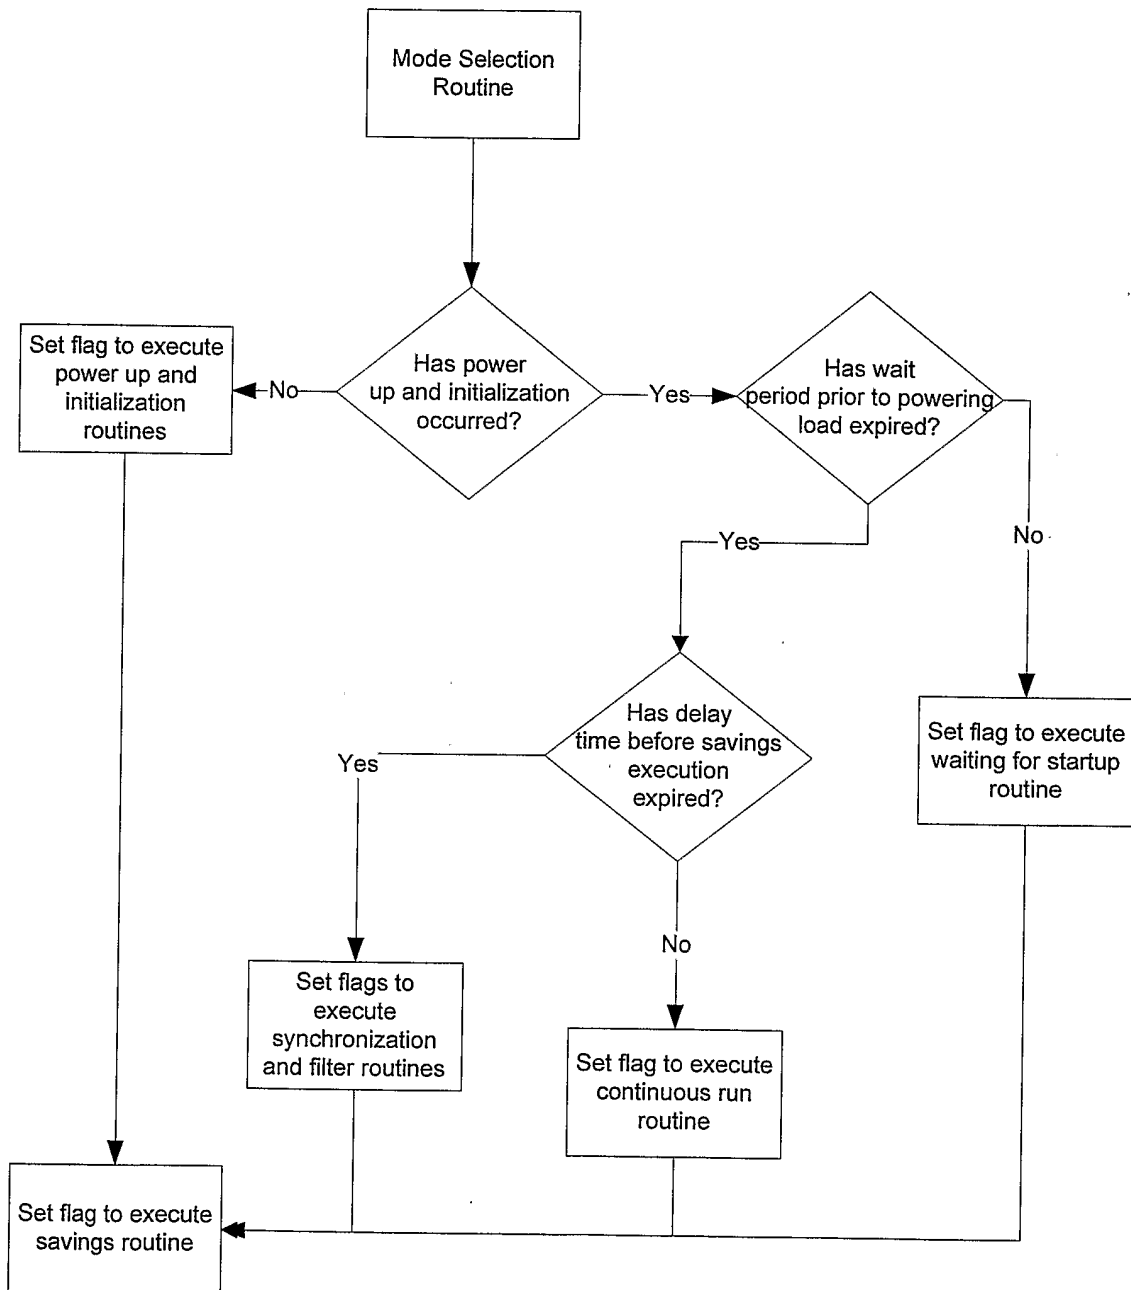 Mode Selection
Routine
Set flag to execute
power up and
initialization
routines
No
Has power
up and initialization
occurred?
Yes
Has wait
period prior to powering
load expired?
Yes
No
Has delay
time before savings
execution
expired?
Yes
No
Set flag to execute
waiting for startup
routine
Set flags to
execute
synchronization
and filter routines
Set flag to execute
continuous run
routine
Set flag to execute
savings routine